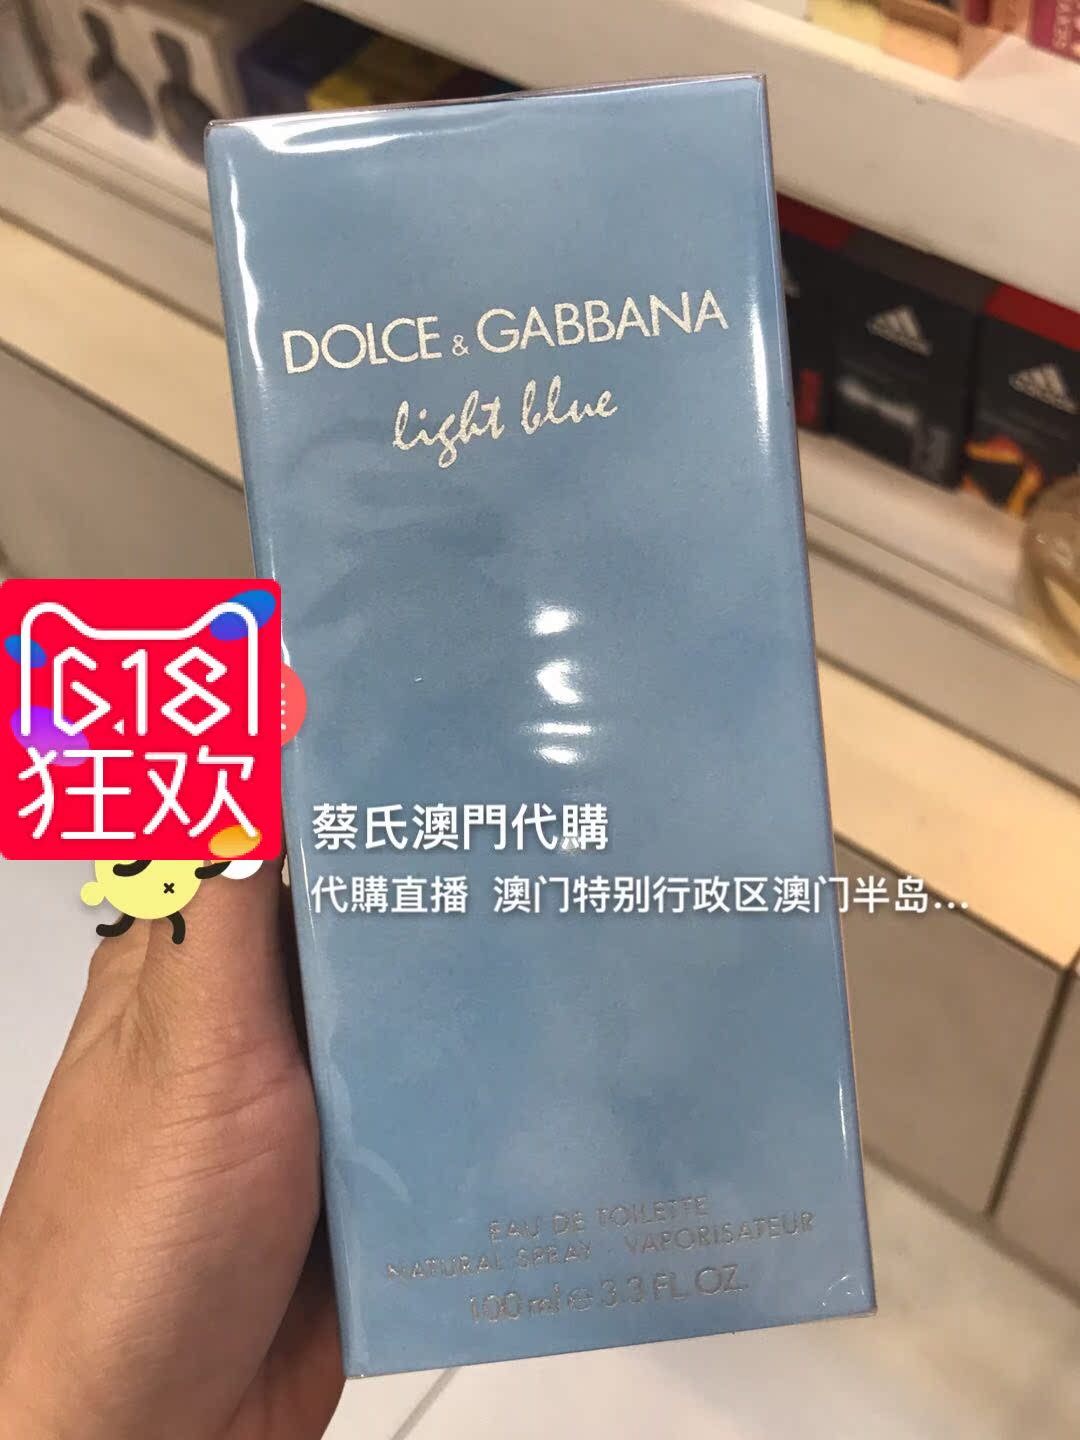 DOLCE & GABBANA
light blue
6.18
狂欢
蔡氏澳門代購
代購直播 澳门特别行政区澳门半岛...
EAU DE TOILETTE
NATURAL SPRAY · VAPORISATEUR
100 ml e 3.3 FL. OZ.